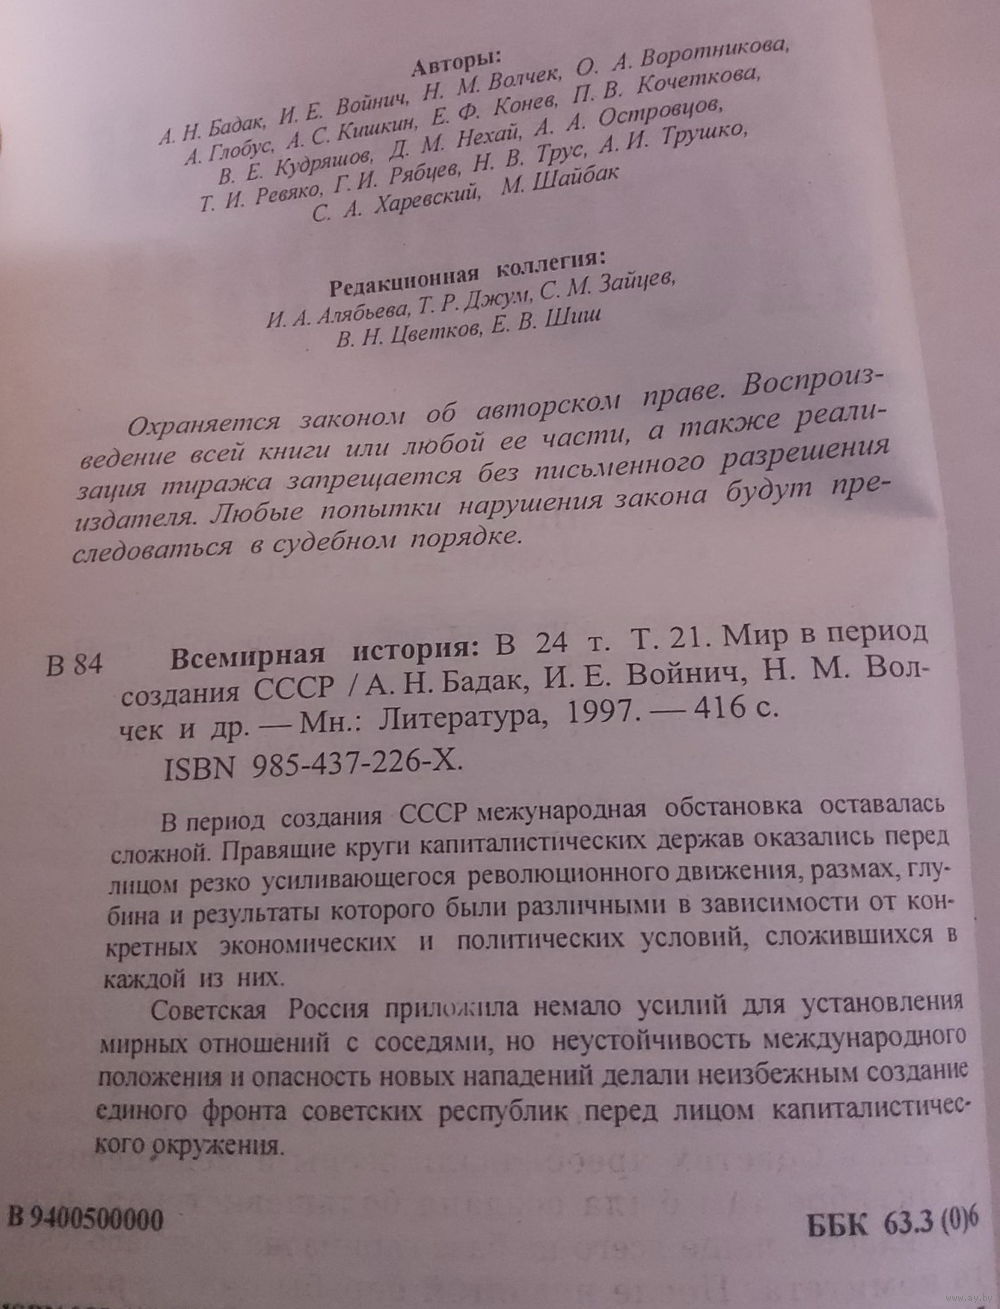 Авторы:
А. Н. Бадак, И. Е. Войнич, Н. М. Волчек, О. А. Воротникова,
А. Глобус, А. С. Кишкин, Е. Ф. Конев, П. В. Кочеткова,
В. Е. Кудряшов, Д. М. Нехай, А. А. Островцов,
Т. И. Ревяко, Г. И. Рябцев, Н. В. Трус, А. И. Трушко,
С. А. Харевский, М. Шайбак
Редакционная коллегия:
И. А. Алябьева, Т. Р. Джум, С. М. Зайцев,
В. Н. Цветков, Е. В. Шиш
Охраняется законом об авторском праве. Воспроиз-
ведение всей книги или любой ее части, а также реали-
зация тиража запрещается без письменного разрешения
издателя. Любые попытки нарушения закона будут пре-
следоваться в судебном порядке.
В 84 Всемирная история: В 24 т. Т. 21. Мир в период
создания СССР / А. Н. Бадак, И. Е. Войнич, Н. М. Вол-
чек и др. — Мн.: Литература, 1997. — 416 с.
ISBN 985-437-226-X.
В период создания СССР межународная обстановка оставалась
сложной. Правящие круги капиталистических держав оказались перед
лицом резко усиливающегося революционного движения, размах, глу-
бина и результаты которого были различными в зависимости от кон-
кретных экономических и политических условий, сложившихся в
каждой из них.
Советская Россия приложила немало усилий для установления
мирных отношений с соседями, но неустойчивость международного
положения и опасность новых нападений делали неизбежным создание
единого фронта советских республик перед лицом капиталистичес-
кого окружения.
В 9400500000 ББК 63.3 (0)6
www.ay.by